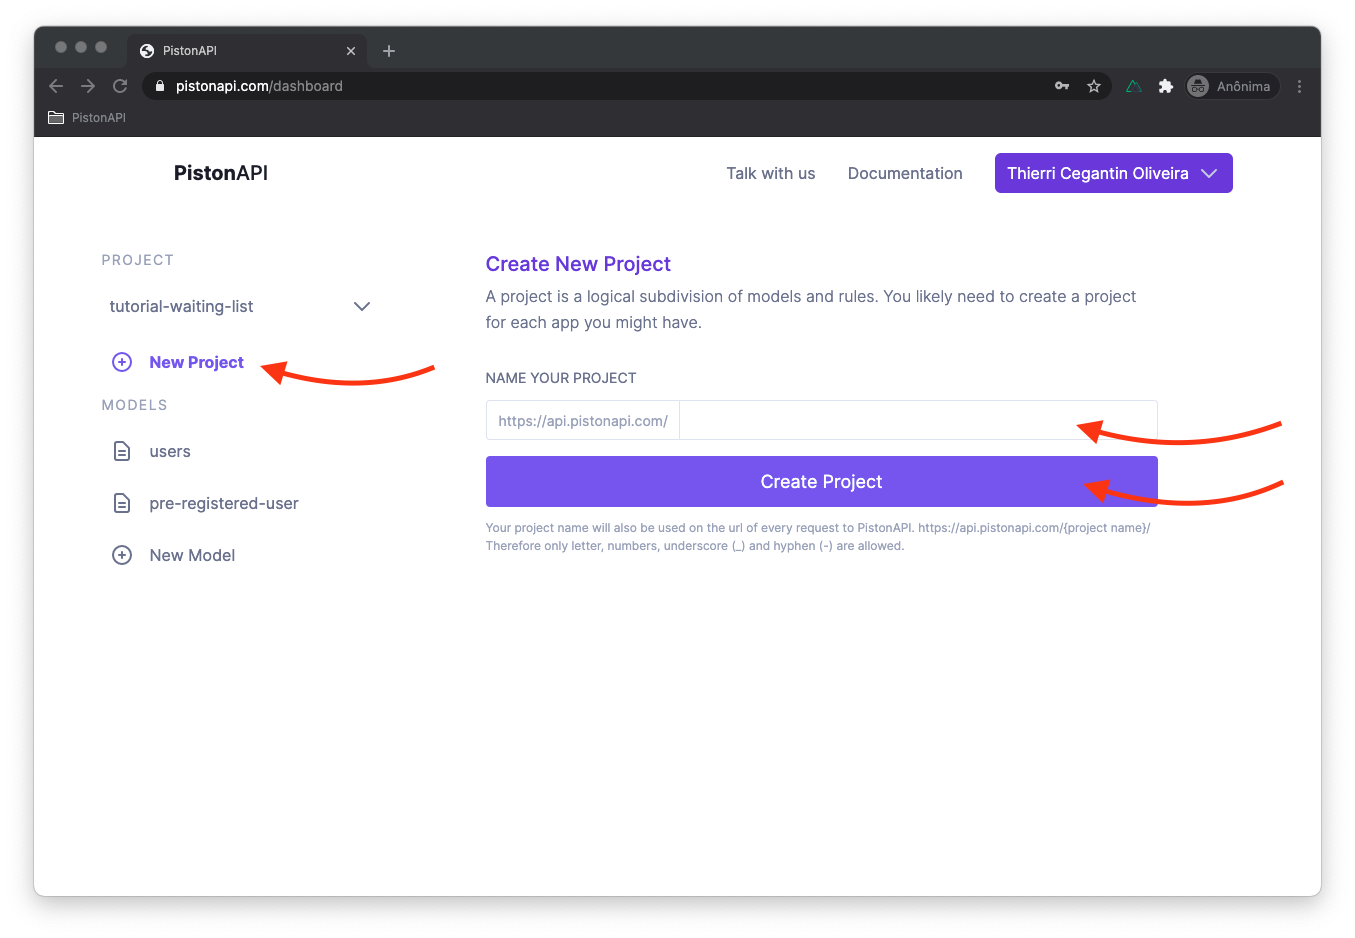 PistonAPI
pistonapi.com/dashboard
Anônima
PistonAPI
PistonAPI
Talk with us
Documentation
Thierri Cegantin Oliveira
PROJECT
tutorial-waiting-list
New Project
MODELS
users
pre-registered-user
New Model
Create New Project
A project is a logical subdivision of models and rules. You likely need to create a project
for each app you might have.
NAME YOUR PROJECT
https://api.pistonapi.com/
Create Project
Your project name will also be used on the url of every request to PistonAPI. https://api.pistonapi.com/{project name}/
Therefore only letter, numbers, underscore (_) and hyphen (-) are allowed.